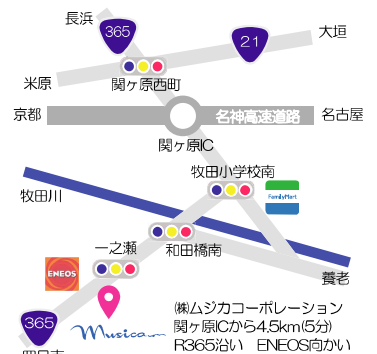 長浜
365
大垣
21
米原
関ヶ原西町
京都
名神高速道路
名古屋
関ヶ原IC
牧田小学校南
FamilyMart
牧田川
和田橋南
一之瀬
養老
ENEOS
365
Musica
㈱ムジカコーポレーション
関ヶ原ICから4,5km(5分)
R365沿い ENEOS向かい
四日市